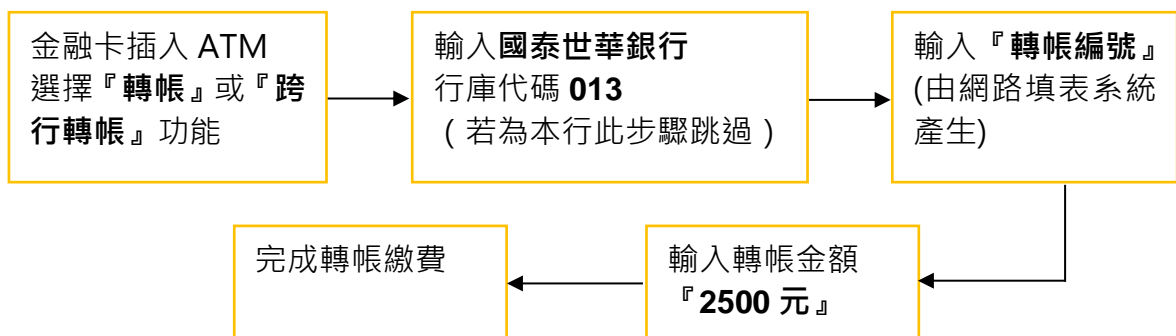 金融卡插入 ATM
選擇『轉帳』或『跨
行轉帳』功能
輸入國泰世華銀行
行庫代碼 013
（若為本行此步驟跳過）
輸入『轉帳編號』
(由網路填表系統
產生)
輸入轉帳金額
『2500 元』
完成轉帳繳費